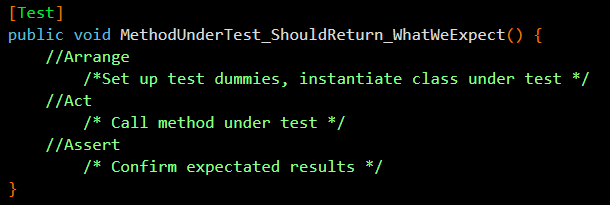 [Test]
public void MethodUnderTest_ShouldReturn_WhatWeExpect() {
//Arrange
/*Set up test dummies, instantiate class under test */
//Act
/* Call method under test */
//Assert
/* Confirm expectated results */
}